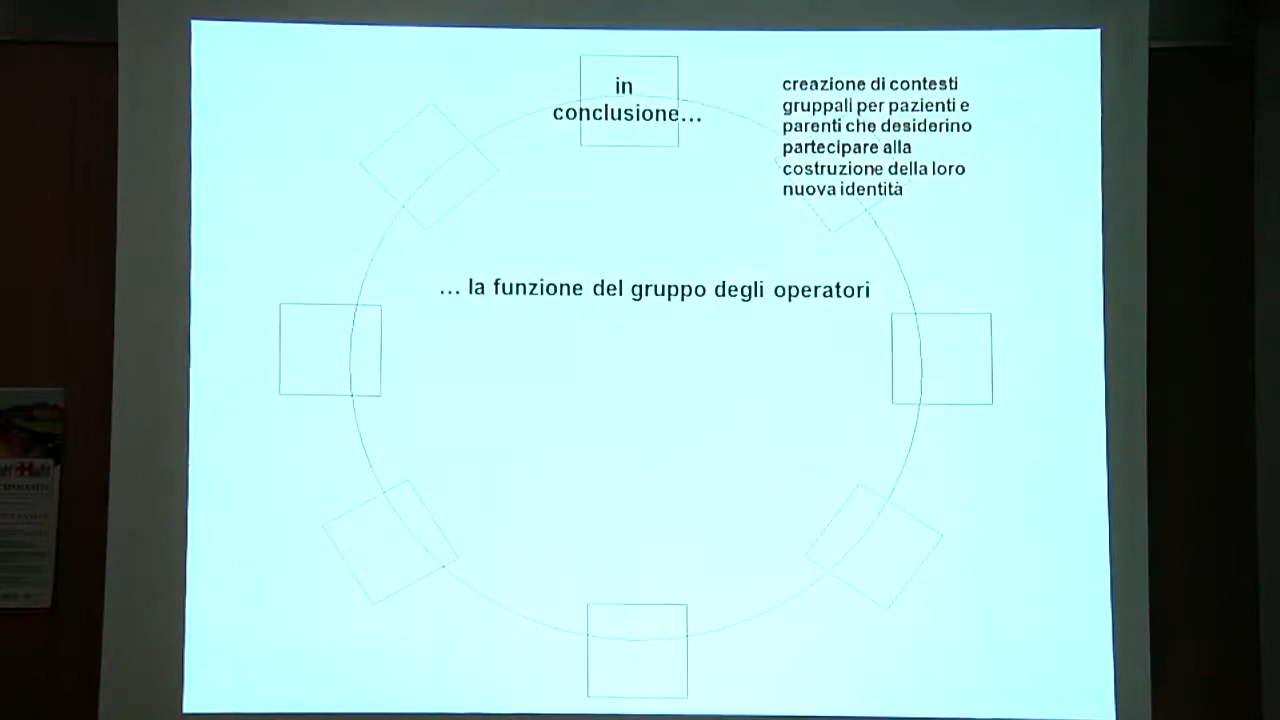 in
conclusione...
creazione di contesti
gruppali per pazienti e
parenti che desiderino
partecipare alla
costruzione della loro
nuova identità
... la funzione del gruppo degli operatori